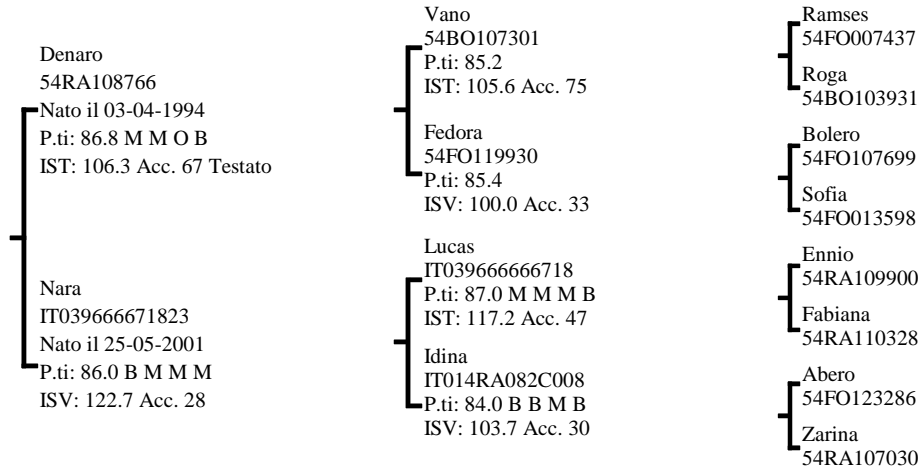 Denaro
54RA108766
Nato il 03-04-1994
P.ti: 86.8 M M O B
IST: 106.3 Acc. 67 Testato
Nara
IT039666671823
Nato il 25-05-2001
P.ti: 86.0 B M M M
ISV: 122.7 Acc. 28
Vano
54BO107301
P.ti: 85.2
IST: 105.6 Acc. 75
Fedora
54FO119930
P.ti: 85.4
ISV: 100.0 Acc. 33
Lucas
IT039666666718
P.ti: 87.0 M M M B
IST: 117.2 Acc. 47
Idina
IT014RA082C008
P.ti: 84.0 B B M B
ISV: 103.7 Acc. 30
Ramses
54FO007437
Roga
54BO103931
Bolero
54FO107699
Sofia
54FO013598
Ennio
54RA109900
Fabiana
54RA110328
Abero
54FO123286
Zarina
54RA107030